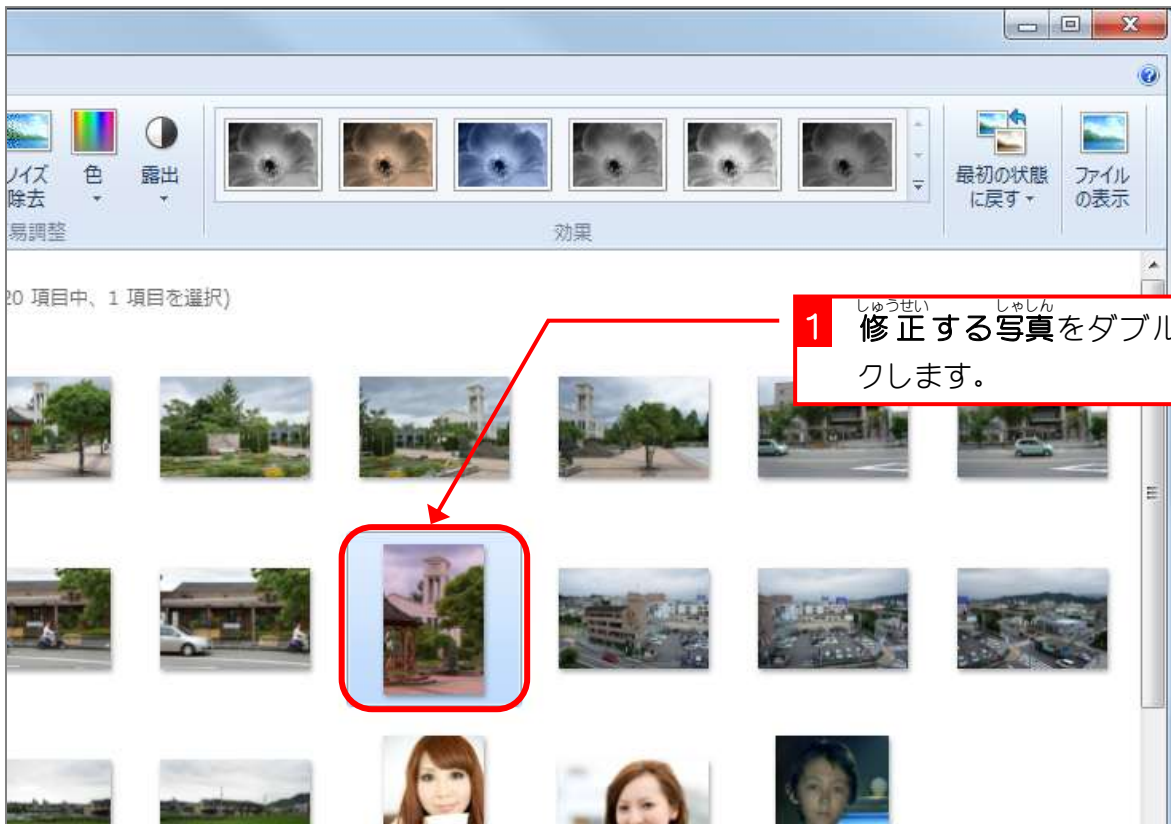 ノイズ
除去
色
露出
易調整
効果
最初の状態
に戻す
ファイル
の表示
20 項目中、1 項目を選択)
1
しゅうせい しゃしん
修正する写真をダブル
クします。